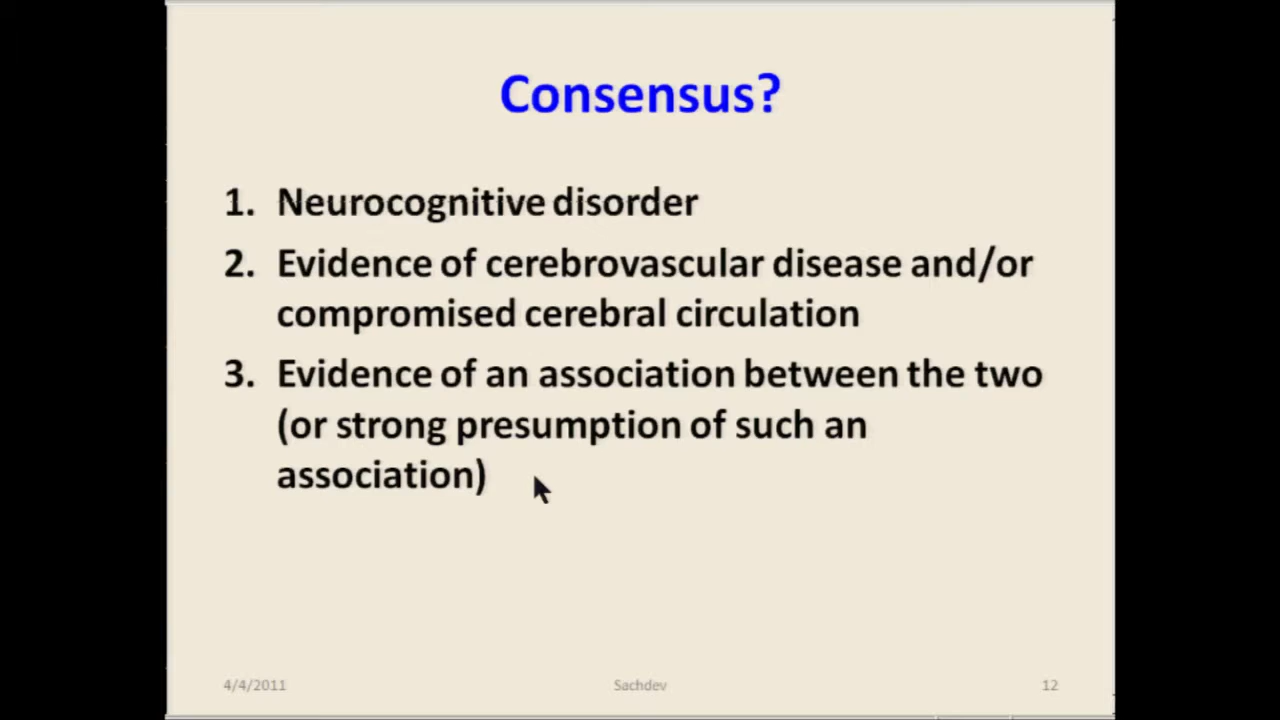 Consensus?
1. Neurocognitive disorder
2. Evidence of cerebrovascular disease and/or
compromised cerebral circulation
3. Evidence of an association between the two
(or strong presumption of such an
association)
4/4/2011 Sachdev 12